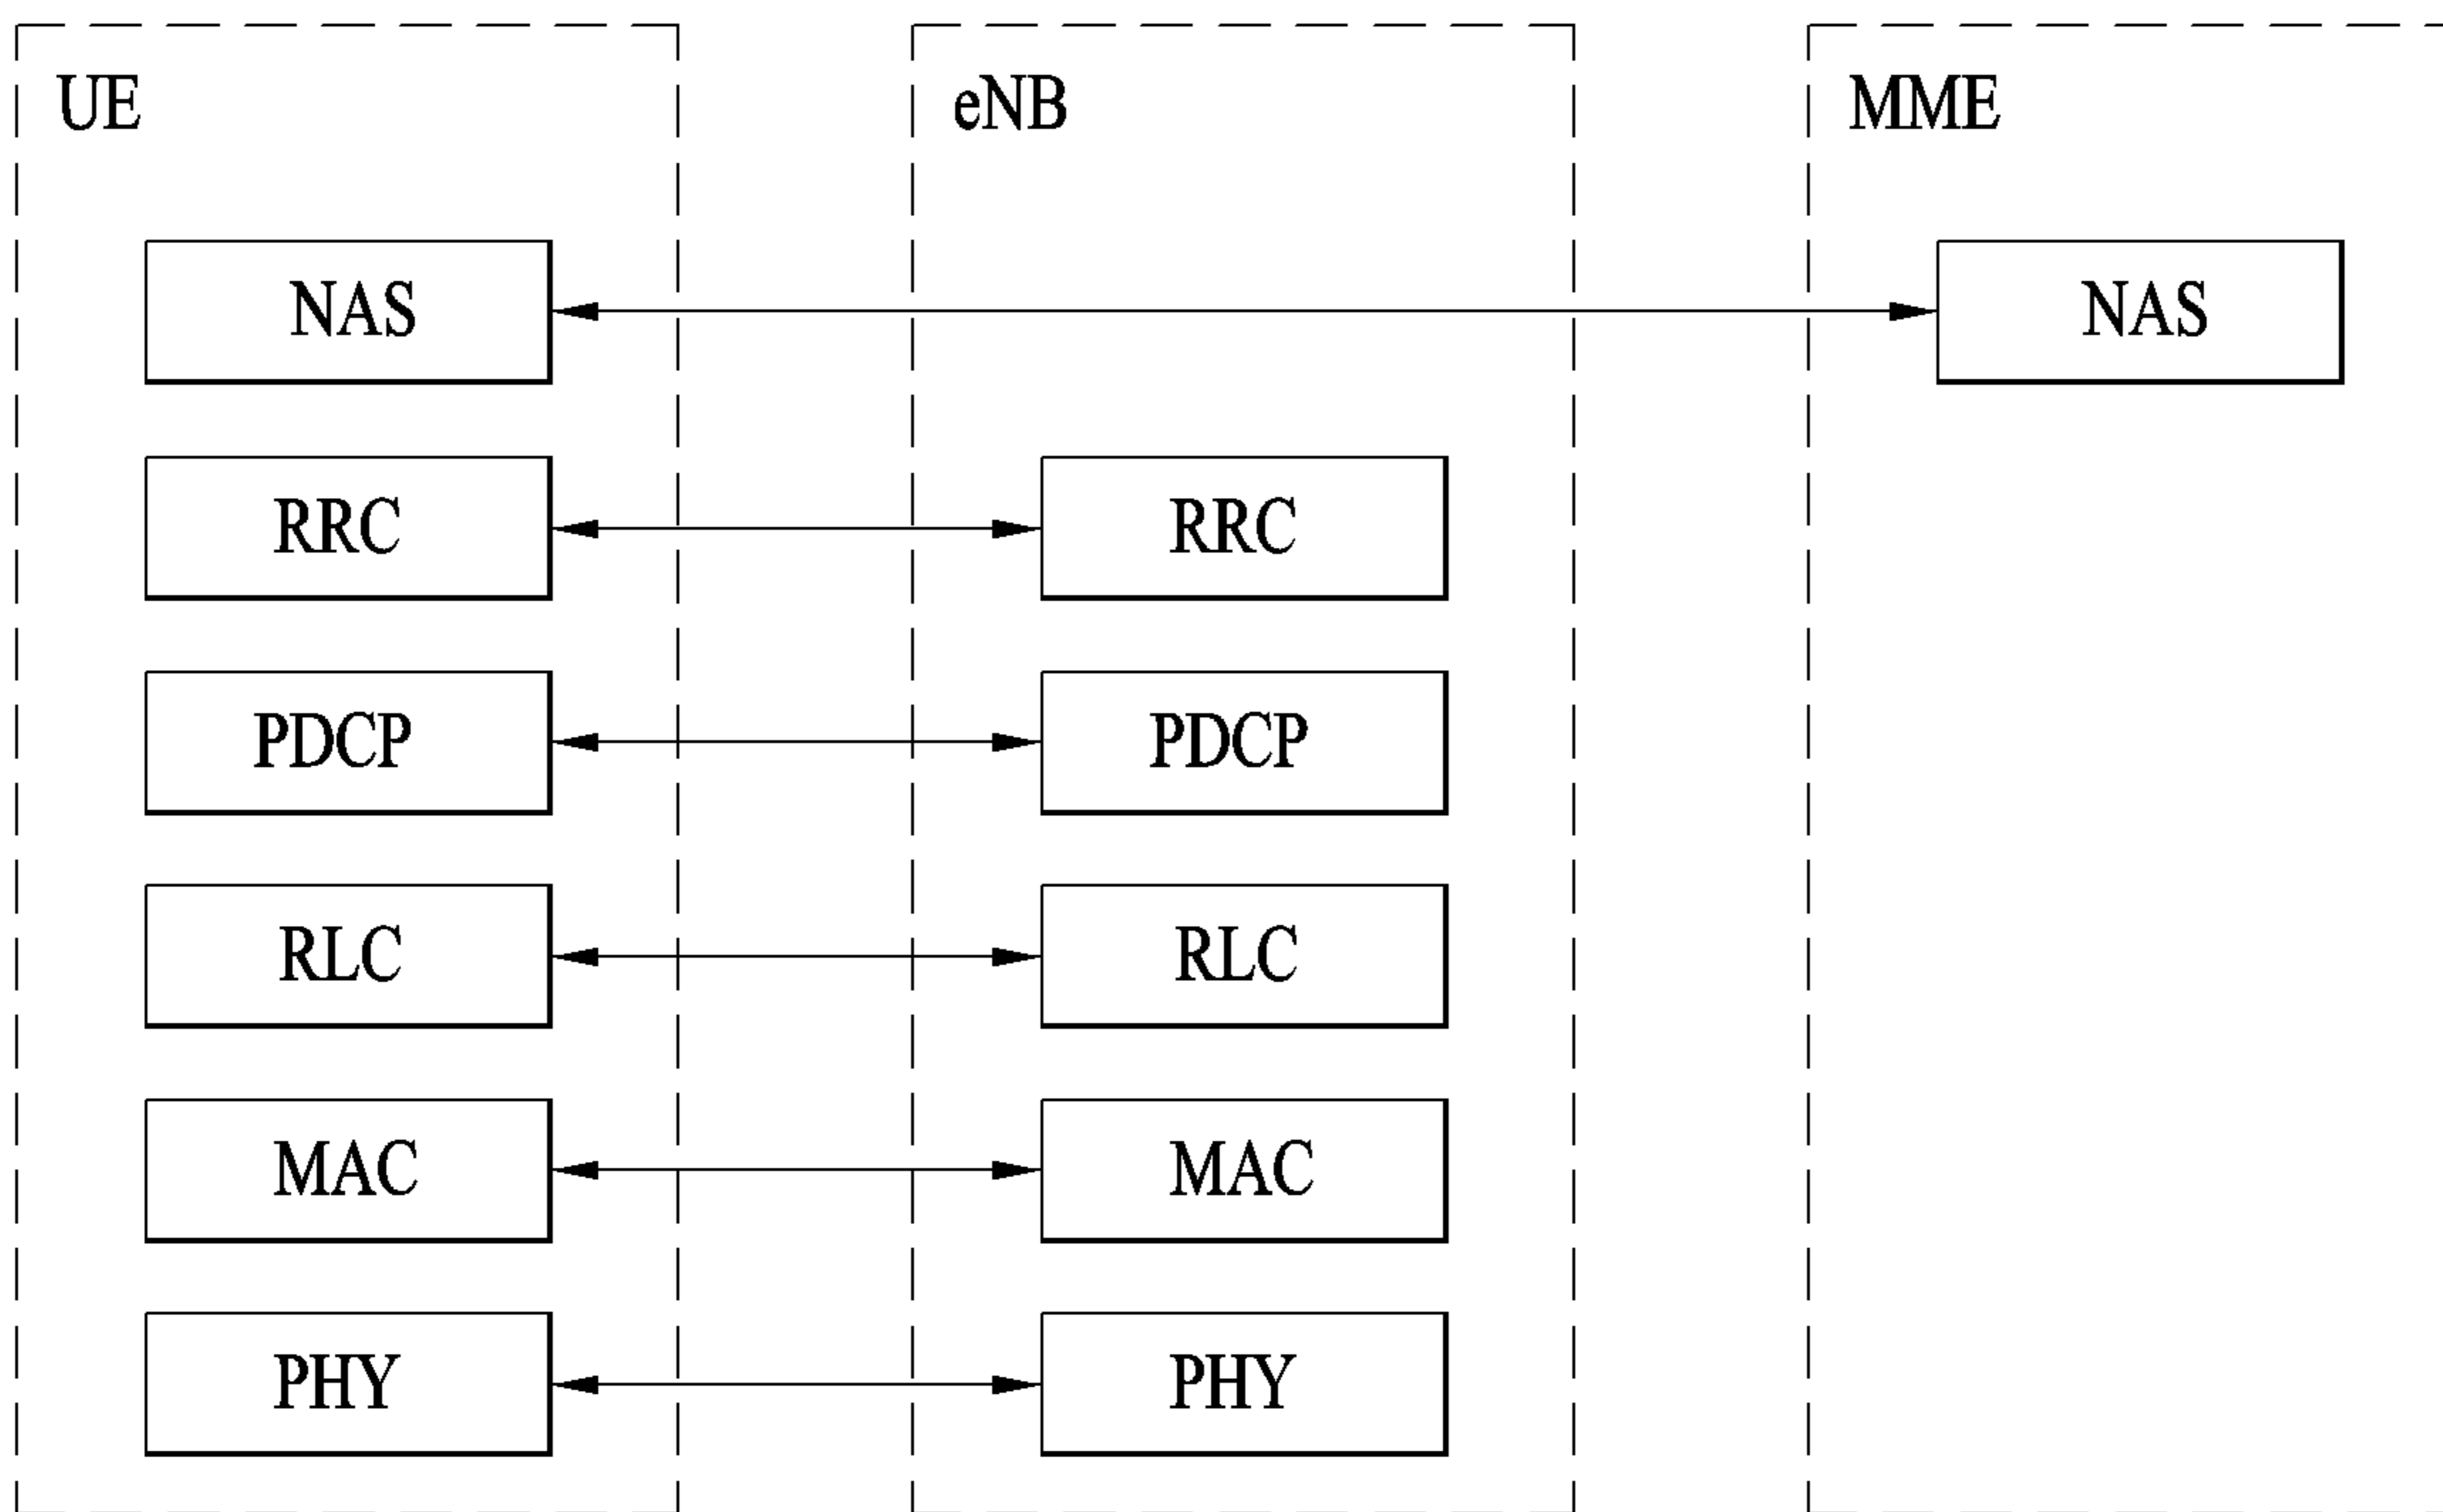 UE eNB MME
NAS NAS
RRC RRC
PDCP PDCP
RLC RLC
MAC MAC
PHY PHY